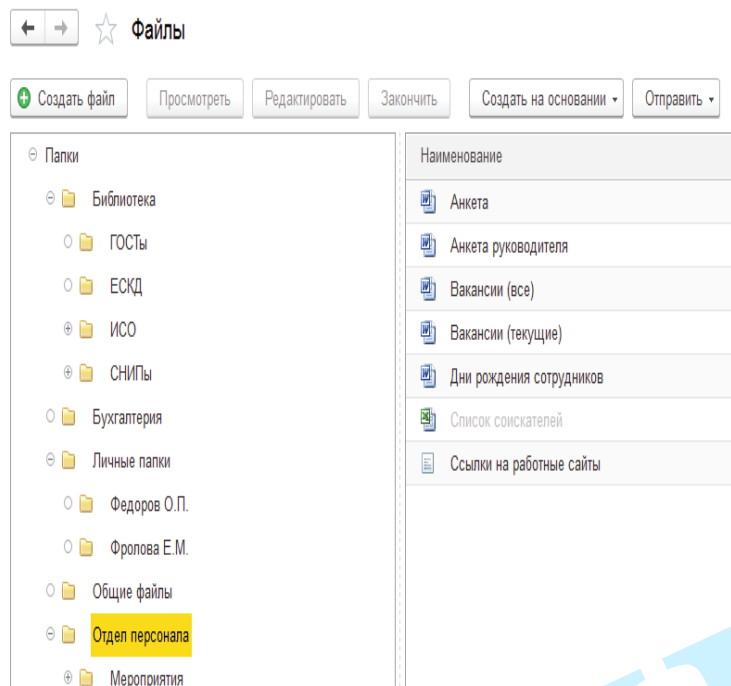 Файлы
Создать файл Просмотреть Редактировать Закончить Создать на основании Отправить
Папки
Библиотека
ГОСТы
ЕСКД
ИСО
СНИПы
Бухгалтерия
Личные папки
Федоров О.П.
Фролова Е.М.
Общие файлы
Отдел персонала
Мероприятия
Наименование
Анкета
Анкета руководителя
Вакансии (все)
Вакансии (текущие)
Дни рождения сотрудников
Список соискателей
Ссылки на работные сайты